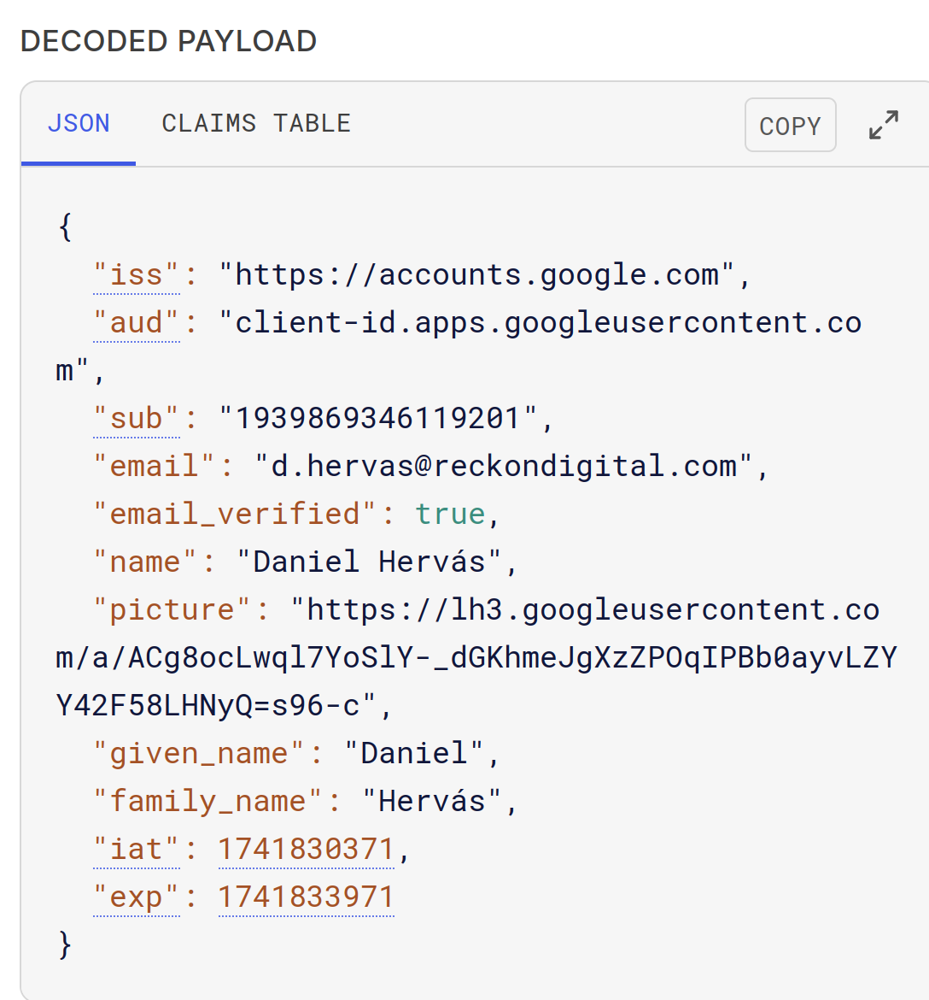 DECODED PAYLOAD
JSON CLAIMS TABLE COPY
{
"iss": "https://accounts.google.com",
"aud": "client-id.apps.googleusercontent.co
m",
"sub": "1939869346119201",
"email": "d.hervas@reckondigital.com",
"email_verified": true,
"name": "Daniel Hervás",
"picture": "https://lh3.googleusercontent.co
m/a/ACg8ocLwql7YoSlY-_dGKhmeJgXzZPOqIPBb0ayvLZY
Y42F58LHNyQ=s96-c",
"given_name": "Daniel",
"family_name": "Hervás",
"iat": 1741830371,
"exp": 1741833971
}